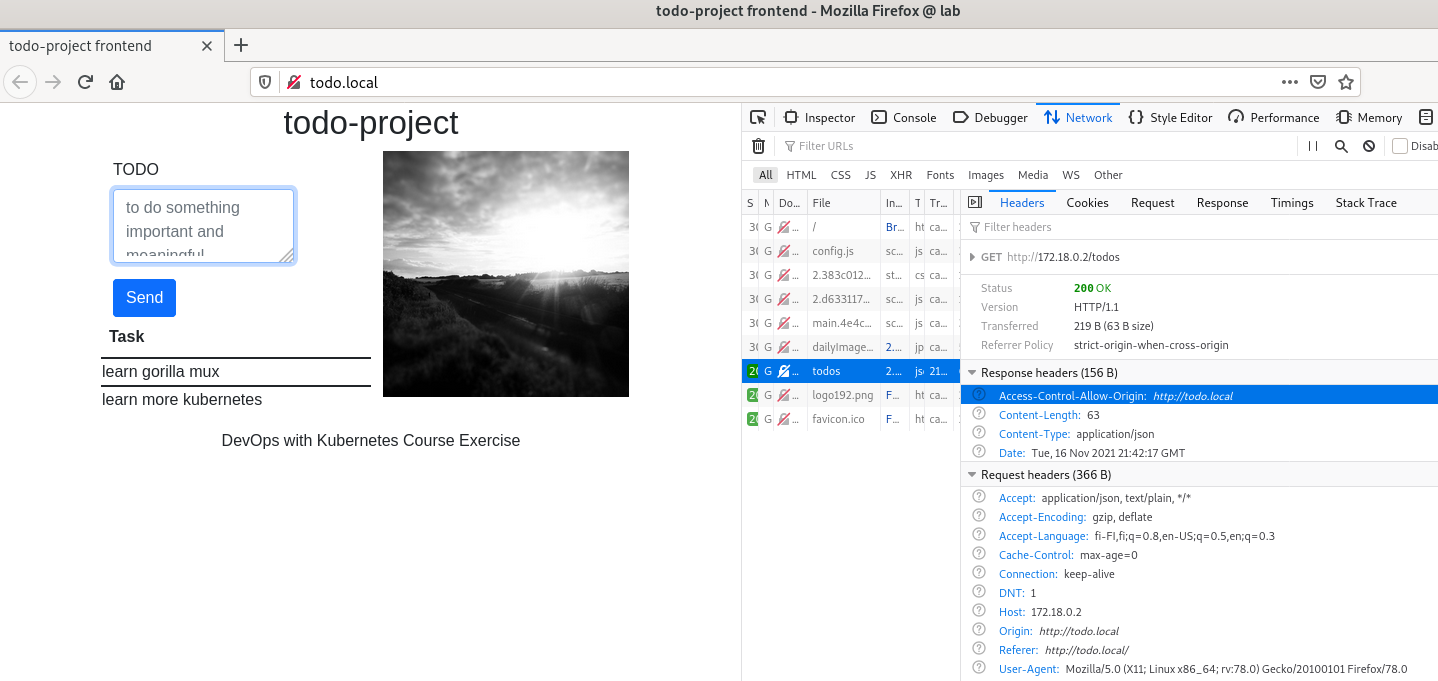 todo-project frontend - Mozilla Firefox @ lab
todo-project frontend
todo.local
todo-project
TODO
to do something
important and
meaningful
Send
Task
learn gorilla mux
learn more kubernetes
DevOps with Kubernetes Course Exercise
Inspector Console Debugger Network Style Editor Performance Memory
Filter URLs
Disab
All HTML CSS JS XHR Fonts Images Media WS Other
S M Do... File In... T Tr...
30 G ... / Br... ht ca...
30 G ... config.js sc... js ca...
30 G ... 2.383c012... st... cs ca...
30 G ... 2.d633117... sc... js ca...
30 G ... main.4e4c... sc... js ca...
30 G ... dailyImage... 2.... jp ca...
20 G ... todos 2.... js 21...
20 G ... logo192.png F... ht ca...
20 G ... favicon.ico F... ht ca...
Headers Cookies Request Response Timings Stack Trace
Filter headers
GET http://172.18.0.2/todos
Status 200 OK
Version HTTP/1.1
Transferred 219 B (63 B size)
Referrer Policy strict-origin-when-cross-origin
Response headers (156 B)
Access-Control-Allow-Origin: http://todo.local
Content-Length: 63
Content-Type: application/json
Date: Tue, 16 Nov 2021 21:42:17 GMT
Request headers (366 B)
Accept: application/json, text/plain, */*
Accept-Encoding: gzip, deflate
Accept-Language: fi-FI,fi;q=0.8,en-US;q=0.5,en;q=0.3
Cache-Control: max-age=0
Connection: keep-alive
DNT: 1
Host: 172.18.0.2
Origin: http://todo.local
Referer: http://todo.local/
User-Agent: Mozilla/5.0 (X11; Linux x86_64; rv:78.0) Gecko/20100101 Firefox/78.0